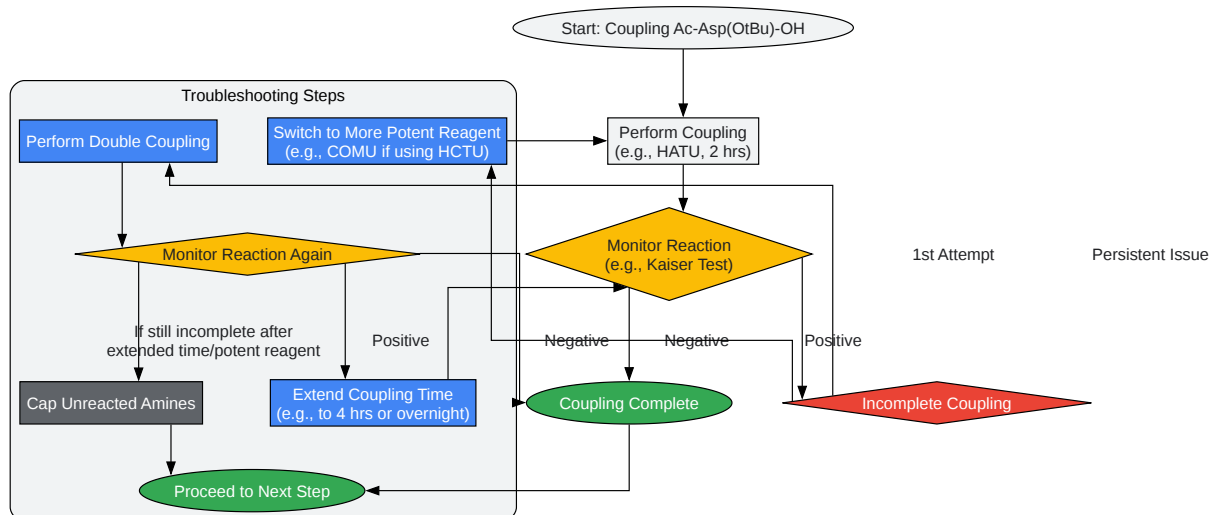 Start: Coupling Ac-Asp(OtBu)-OH
Troubleshooting Steps
Perform Double Coupling
Switch to More Potent Reagent
(e.g., COMU if using HCTU)
Perform Coupling
(e.g., HATU, 2 hrs)
Monitor Reaction Again
Monitor Reaction
(e.g., Kaiser Test)
1st Attempt
Persistent Issue
If still incomplete after
extended time/potent reagent
Positive
Negative
Negative
Positive
Cap Unreacted Amines
Extend Coupling Time
(e.g., to 4 hrs or overnight)
Coupling Complete
Incomplete Coupling
Proceed to Next Step